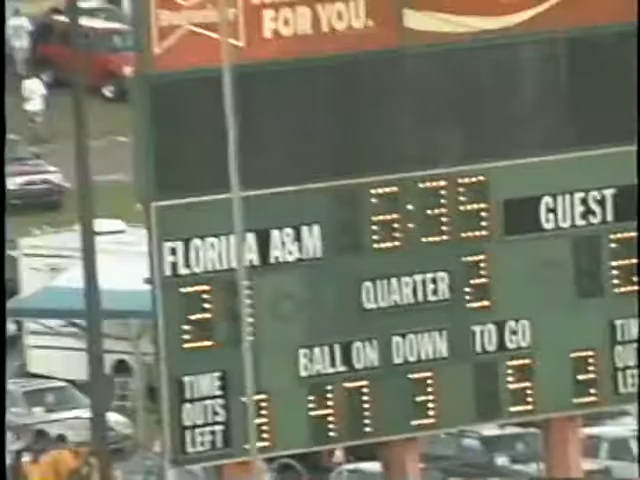 FOR YOU.
6:35
FLORIDA A&M
GUEST
QUARTER 2
BALL ON DOWN TO GO
TIME OUTS LEFT
3 47 3 5 3